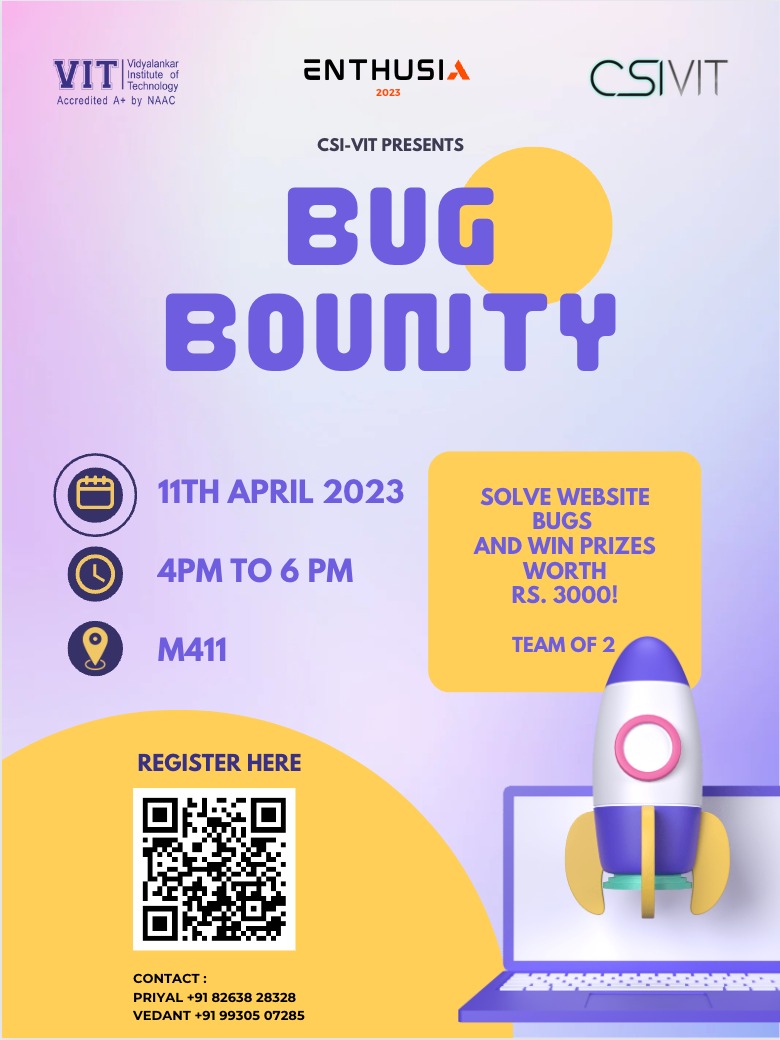 VIT
Vidyalankar
Institute of
Technology
Accredited A+ by NAAC
ENTHUSIA
2023
CSIVIT
CSI-VIT PRESENTS
BUG
BOUNTY
11TH APRIL 2023
4PM TO 6 PM
M411
SOLVE WEBSITE
BUGS
AND WIN PRIZES
WORTH
RS. 3000!
TEAM OF 2
REGISTER HERE
CONTACT :
PRIYAL +91 82638 28328
VEDANT +91 99305 07285